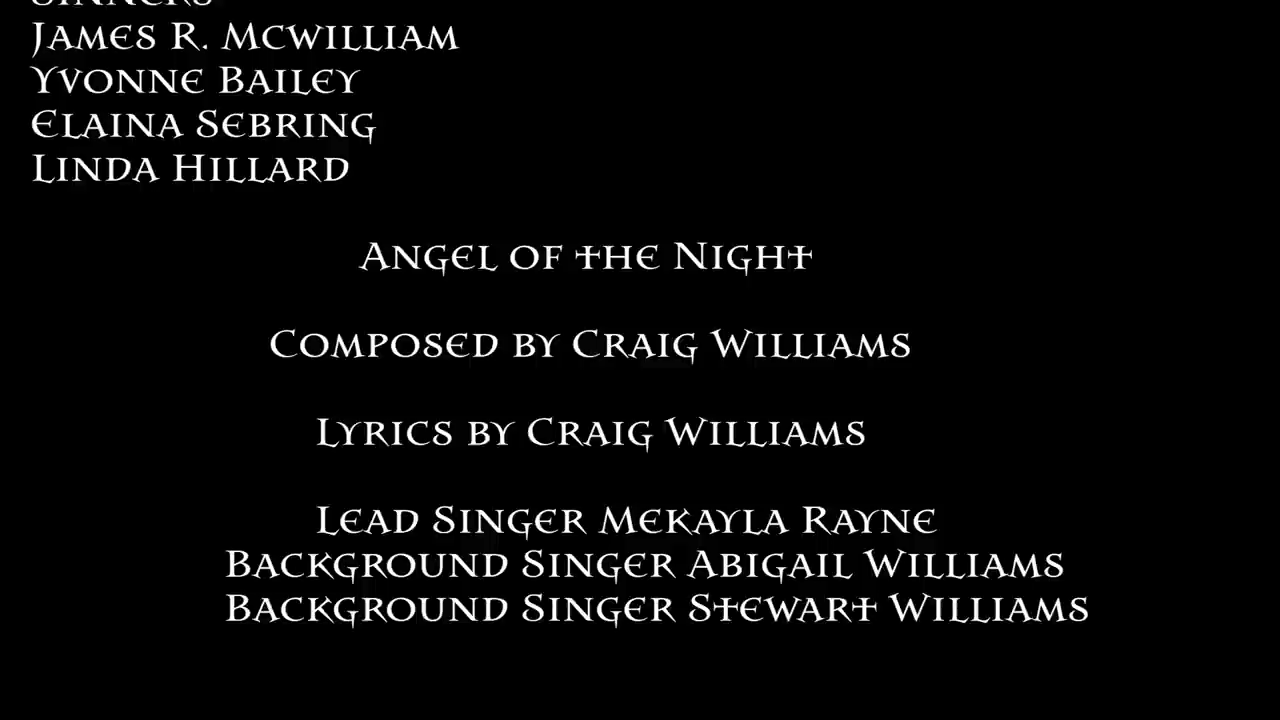 Sinners
James R. Mcwilliam
Yvonne Bailey
Elaina Sebring
Linda Hillard
Angel of the Night
Composed by Craig Williams
Lyrics by Craig Williams
Lead Singer Mekayla Rayne
Background Singer Abigail Williams
Background Singer Stewart Williams